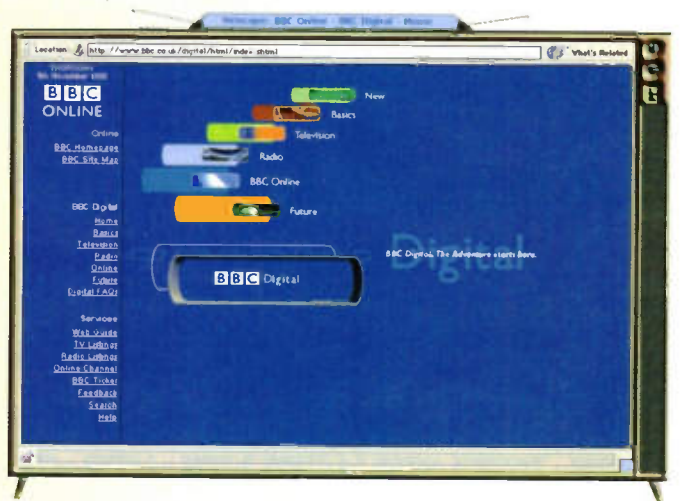 BBC Online - BBC Digital - Home
Location: http://www.bbc.co.uk/digital/html/index.shtml What's Related
BBC
ONLINE
Online
BBC Homepage
BBC Site Map
BBC Digital
Home
Basics
Television
Radio
Online
Future
Digital FAQs
Services
Web Guide
TV Listings
Radio Listings
Online Channel
BBC Ticker
Feedback
Search
Help
New
Basics
Television
Radio
BBC Online
Future
BBC Digital
Digital
BBC Digital. The Adventure starts here.